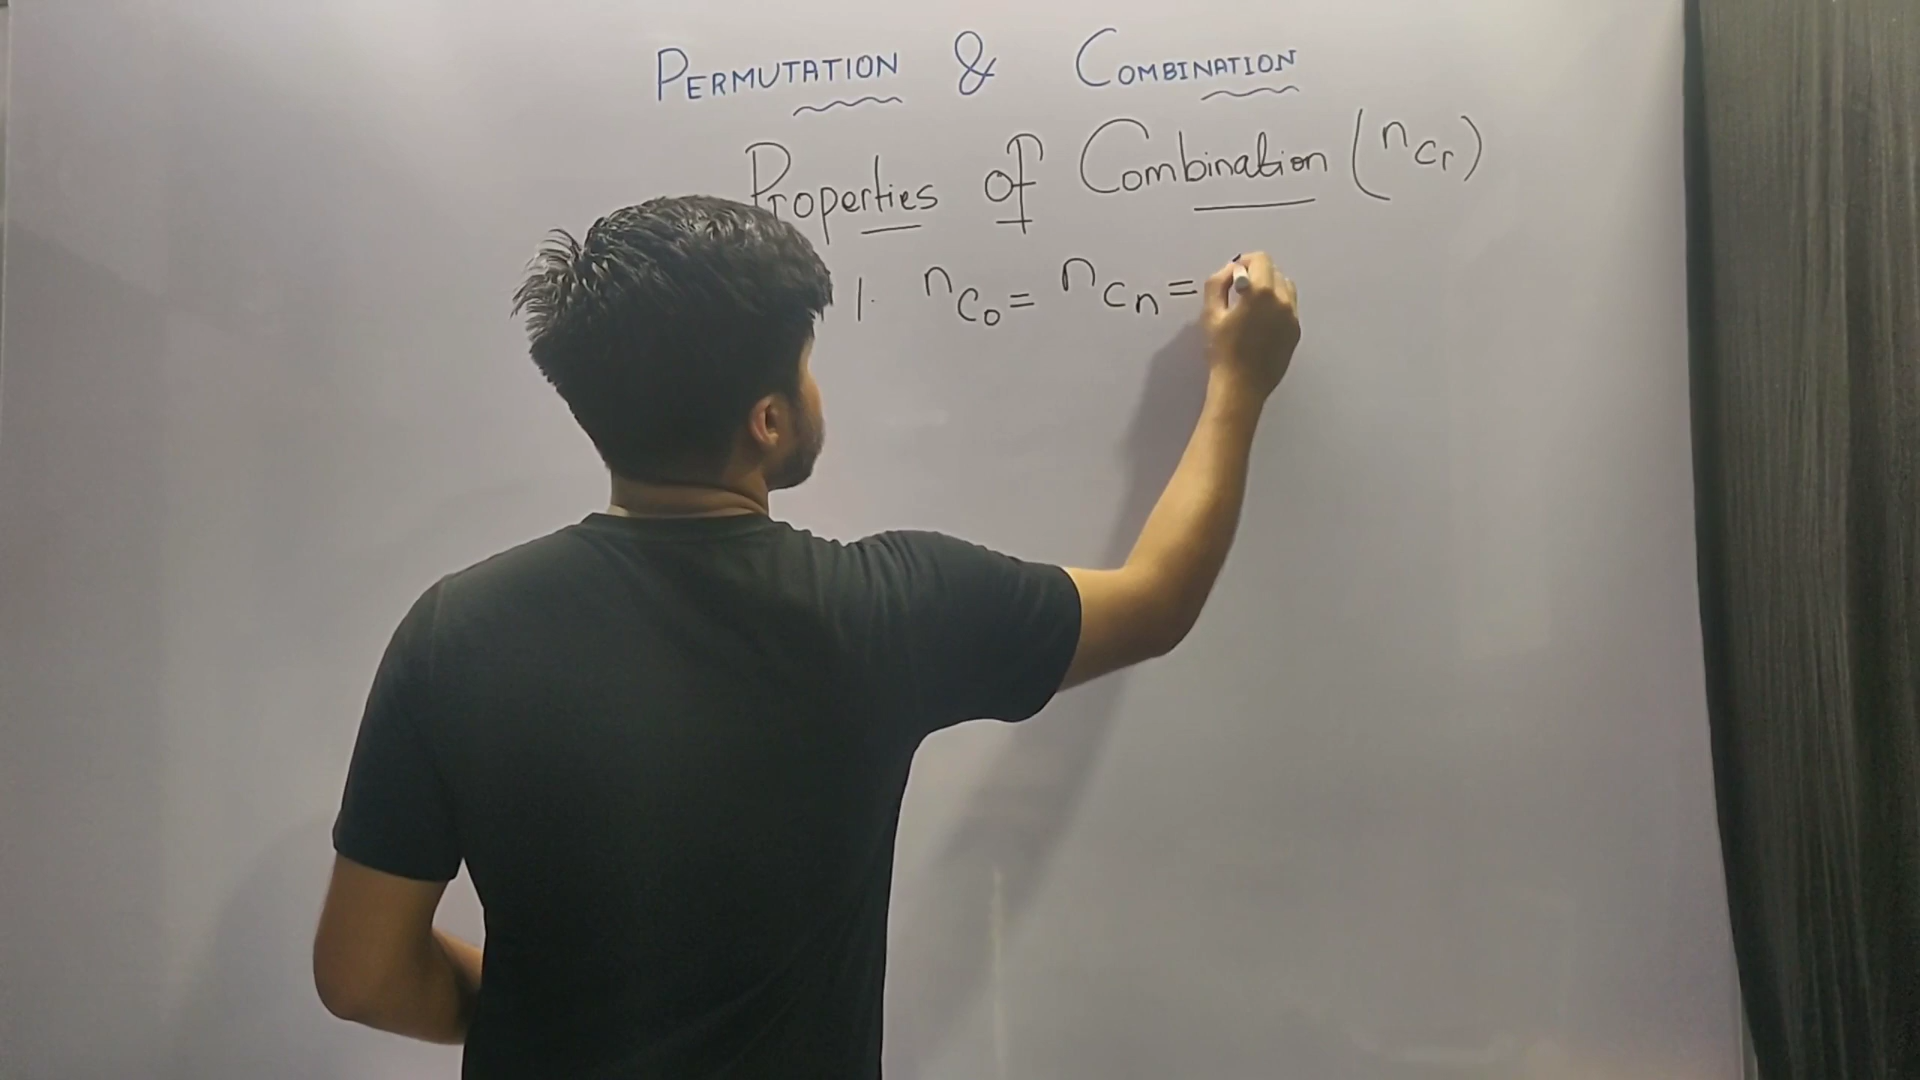 PERMUTATION & COMBINATION
Properties of Combination (ⁿCr)
1. ⁿC₀ = ⁿCₙ =